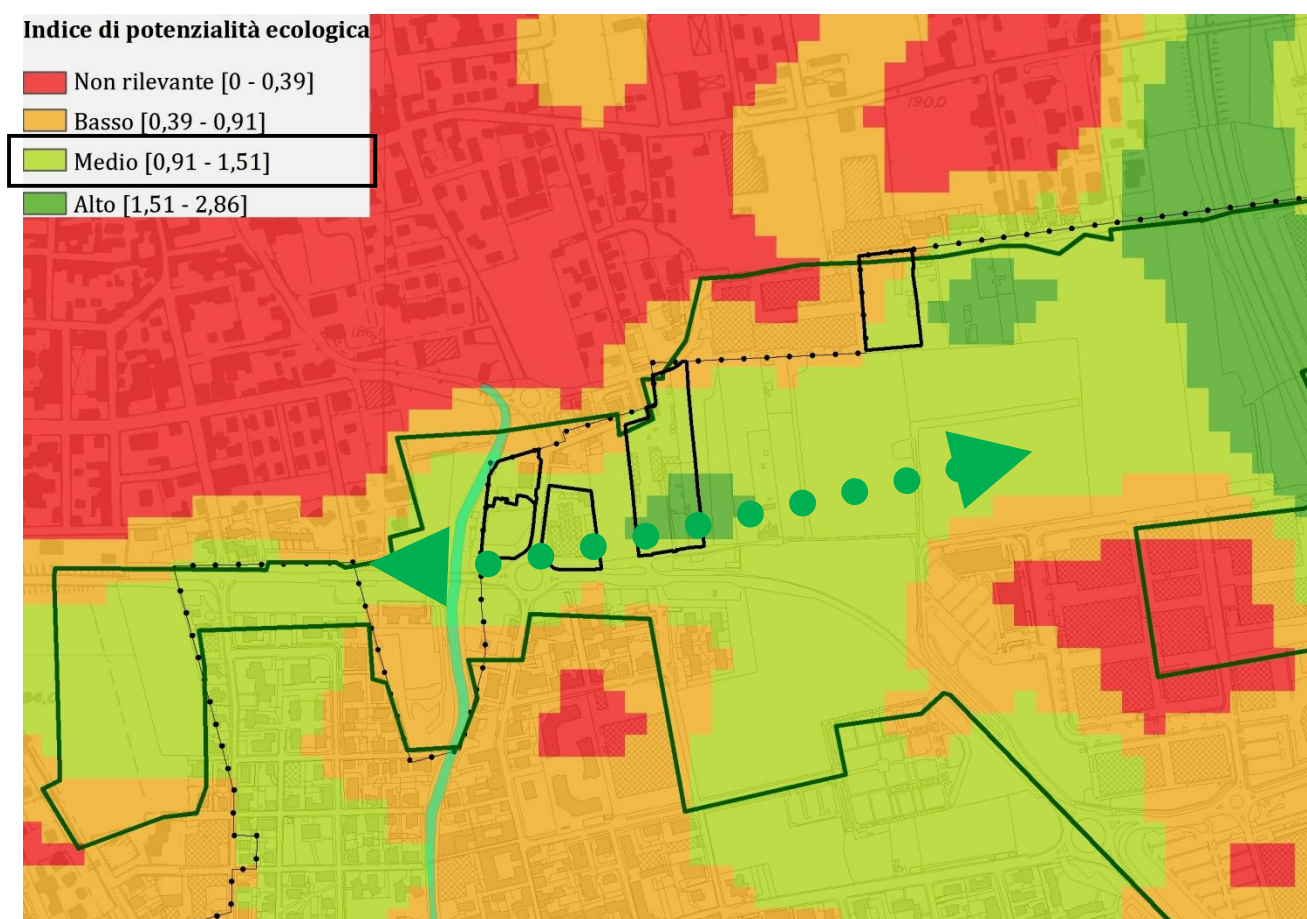 Indice di potenzialità ecologica
Non rilevante [0 - 0,39]
Basso [0,39 - 0,91]
Medio [0,91 - 1,51]
Alto [1,51 - 2,86]
190,0
186,1